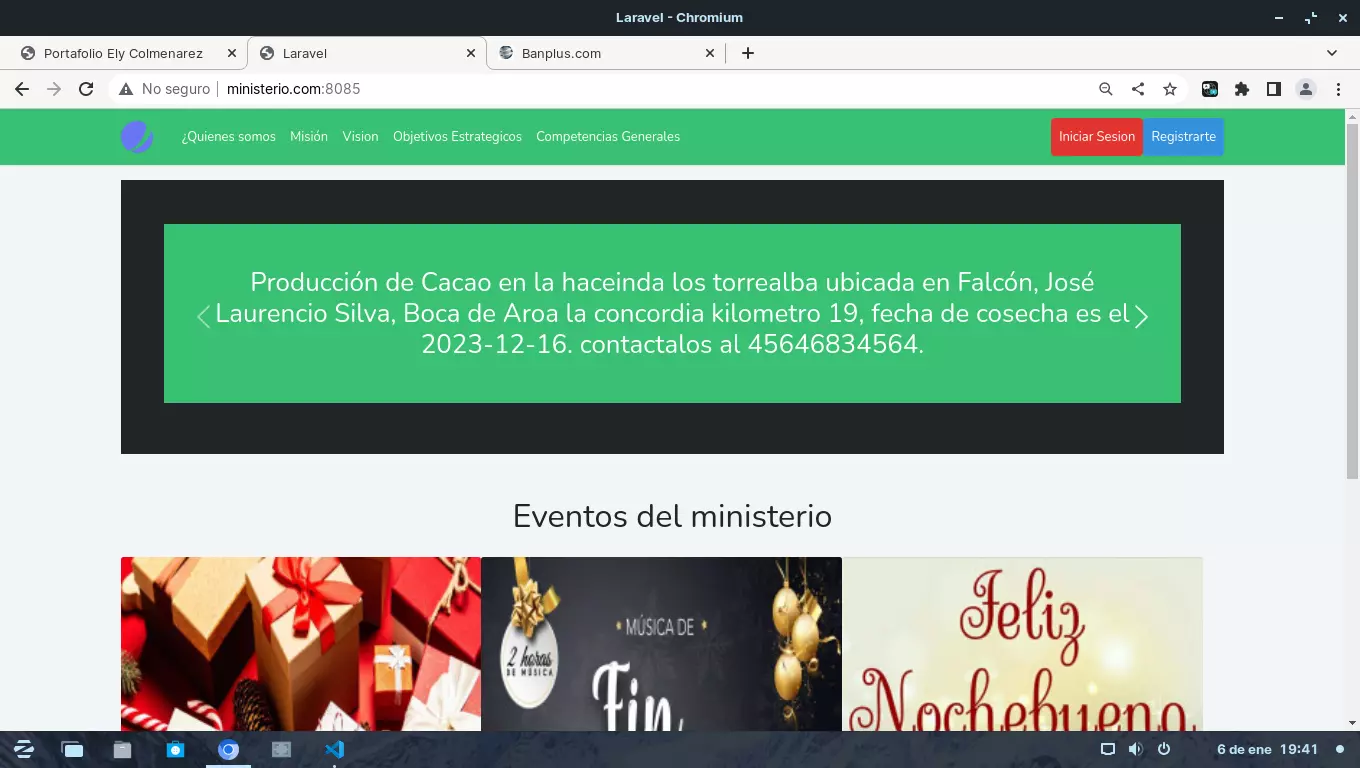 Laravel - Chromium
Portafolio Ely Colmenarez
Laravel
Banplus.com
No seguro
ministerio.com:8085
¿Quienes somos
Misión
Vision
Objetivos Estrategicos
Competencias Generales
Iniciar Sesion
Registrarte
Producción de Cacao en la haceinda los torrealba ubicada en Falcón, José
Laurencio Silva, Boca de Aroa la concordia kilometro 19, fecha de cosecha es el
2023-12-16. contactalos al 45646834564.
Eventos del ministerio
2 horas
DE MÚSICA
MÚSICA DE
Fin
Feliz
Nochebuena
6 de ene 19:41